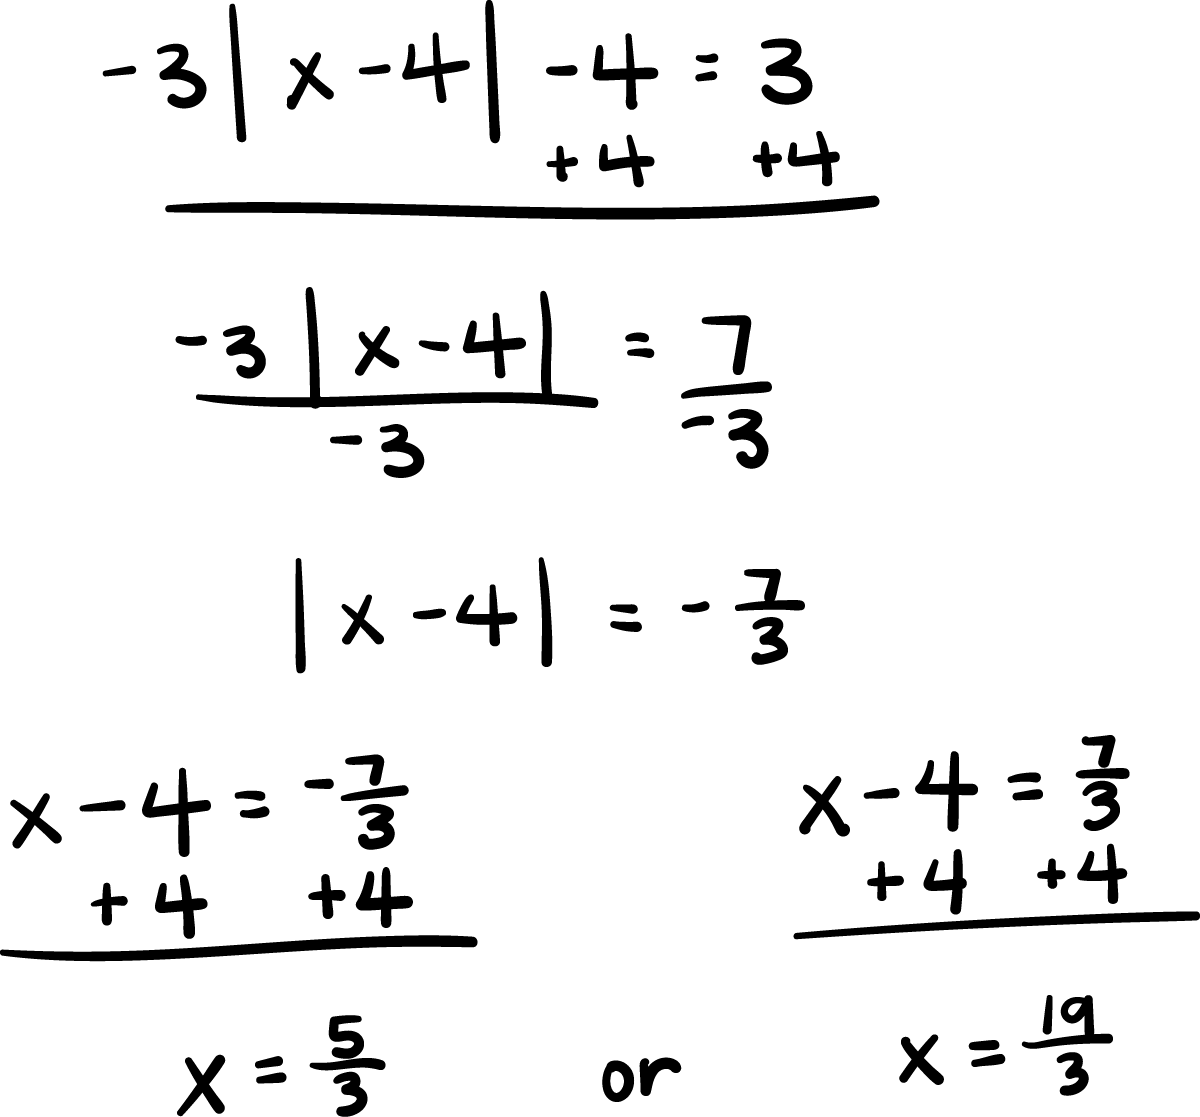 -3|x-4|-4=3
+4 +4
-3|x-4| = 7
-3 -3
|x-4| = -7/3
x-4=-7/3 x-4=7/3
+4 +4 +4 +4
x=5/3 or x=19/3